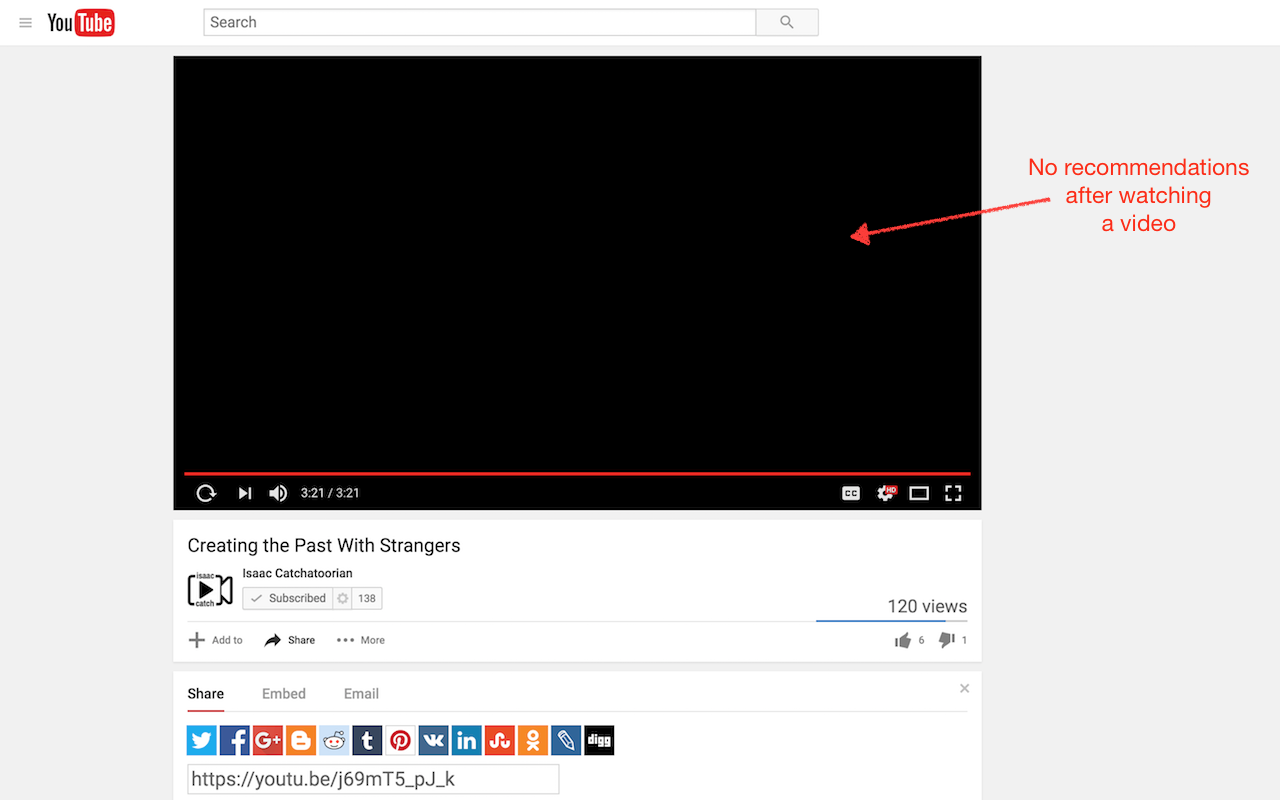 YouTube
Search
No recommendations
after watching
a video
CC
HD
3:21 / 3:21
Creating the Past With Strangers
isaac
catch
Isaac Catchatoorian
Subscribed 138
120 views
Add to Share More
6 1
Share Embed Email
G+ t vk in digg
https://youtu.be/j69mT5_pJ_k